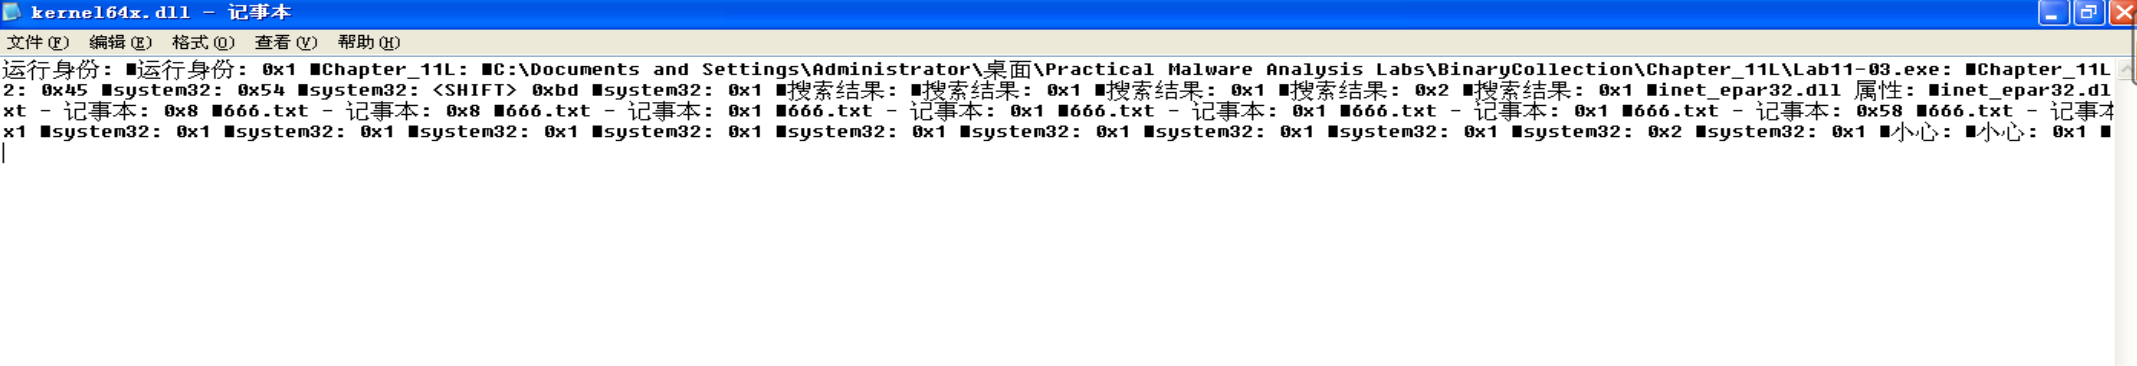 kernel64x.dll - 记事本
文件(F) 编辑(E) 格式(O) 查看(V) 帮助(H)
运行身份: ■运行身份: 0x1 ■Chapter_11L: ■C:\Documents and Settings\Administrator\桌面\Practical Malware Analysis Labs\BinaryCollection\Chapter_11L\Lab11-03.exe: ■Chapter_11L
2: 0x45 ■system32: 0x54 ■system32: <SHIFT> 0xbd ■system32: 0x1 ■搜索结果: ■搜索结果: 0x1 ■搜索结果: 0x1 ■搜索结果: 0x2 ■搜索结果: 0x1 ■inet_epar32.dll 属性: ■inet_epar32.dl
xt - 记事本: 0x8 ■666.txt - 记事本: 0x8 ■666.txt - 记事本: 0x1 ■666.txt - 记事本: 0x1 ■666.txt - 记事本: 0x1 ■666.txt - 记事本: 0x58 ■666.txt - 记事本
x1 ■system32: 0x1 ■system32: 0x1 ■system32: 0x1 ■system32: 0x1 ■system32: 0x1 ■system32: 0x1 ■system32: 0x1 ■system32: 0x1 ■system32: 0x2 ■system32: 0x1 ■小心: ■小心: 0x1 ■